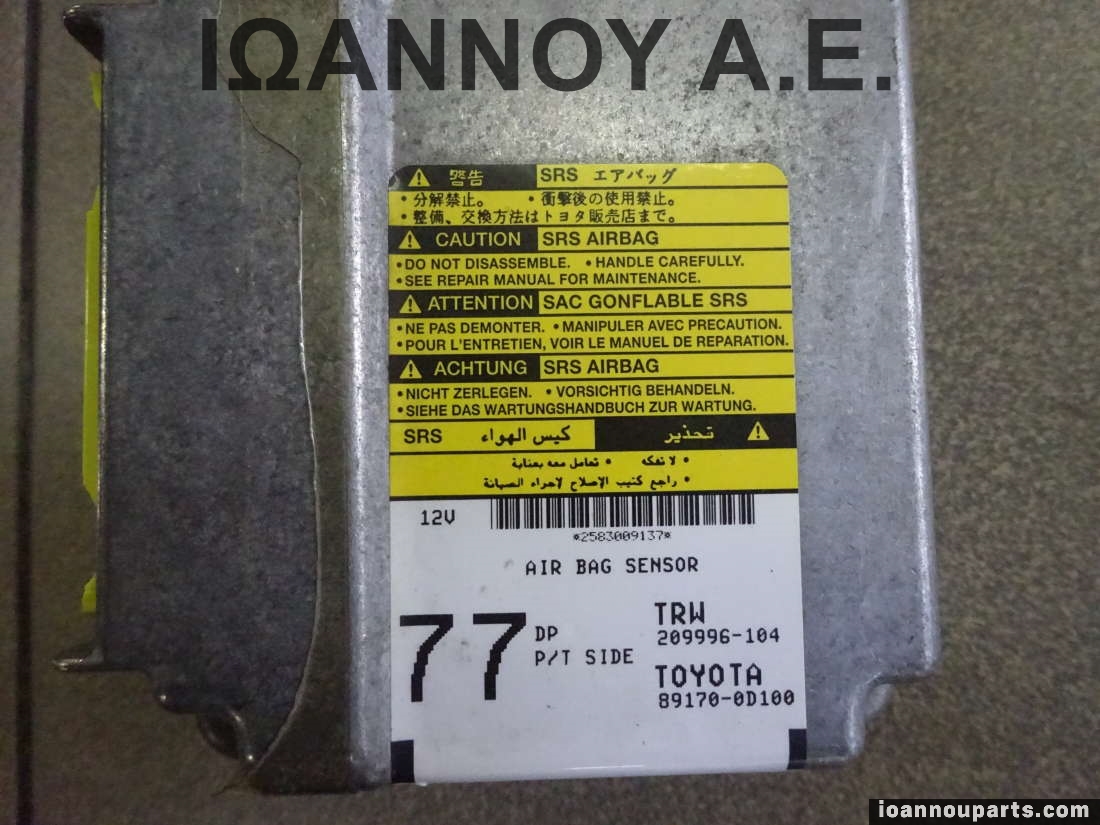 ΙΩΑΝΝΟΥ Α.Ε.
⚠ 警告 SRS エアバッグ
・分解禁止。 ・衝撃後の使用禁止。
・整備、交換方法はトヨタ販売店まで。
⚠ CAUTION SRS AIRBAG
•DO NOT DISASSEMBLE. •HANDLE CAREFULLY.
•SEE REPAIR MANUAL FOR MAINTENANCE.
⚠ ATTENTION SAC GONFLABLE SRS
•NE PAS DEMONTER. •MANIPULER AVEC PRECAUTION.
•POUR L'ENTRETIEN, VOIR LE MANUEL DE REPARATION.
⚠ ACHTUNG SRS AIRBAG
•NICHT ZERLEGEN. •VORSICHTIG BEHANDELN.
•SIEHE DAS WARTUNGSHANDBUCH ZUR WARTUNG.
⚠ تحذير كيس الهواء SRS
• لا تفكه • تعامل معه بعناية
• راجع كتيب الإصلاح لاجراء الصيانة
12V
*2583009137*
AIR BAG SENSOR
77 DP
P/T SIDE
TRW
209996-104
TOYOTA
89170-0D100
ioannouparts.com